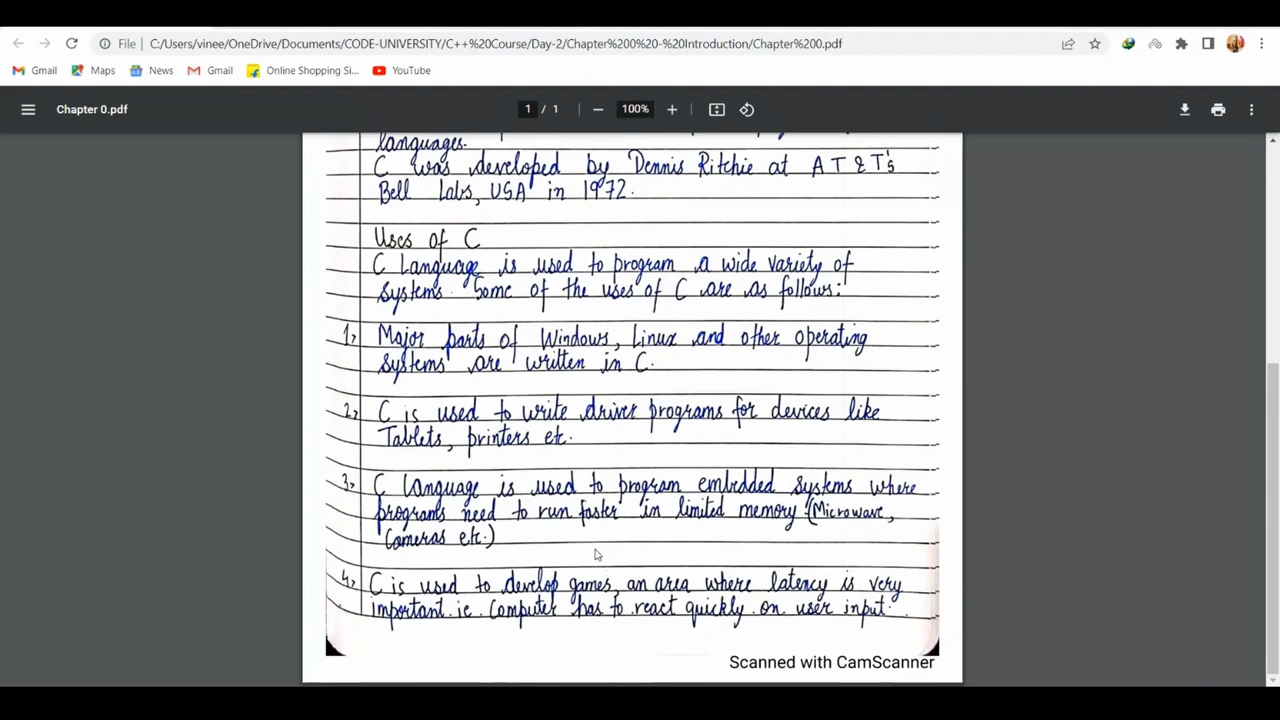 File C:/Users/vinee/OneDrive/Documents/CODE-UNIVERSITY/C++%20Course/Day-2/Chapter%200%20-%20Introduction/Chapter%200.pdf
Gmail Maps News Gmail Online Shopping Si... YouTube
Chapter 0.pdf 1 / 1 100%
languages.
C was developed by Dennis Ritchie at AT&T's
Bell Labs, USA in 1972.
Uses of C
C Language is used to program a wide variety of
systems. Some of the uses of C are as follows:
1, Major parts of Windows, Linux and other operating
systems are written in C.
2, C is used to write driver programs for devices like
Tablets, printers etc.
3, C language is used to program embedded systems where
programs need to run faster in limited memory (Microwave,
Cameras etc.)
4, C is used to develop games, an area where latency is very
important. ie. Computer has to react quickly on user input.
Scanned with CamScanner